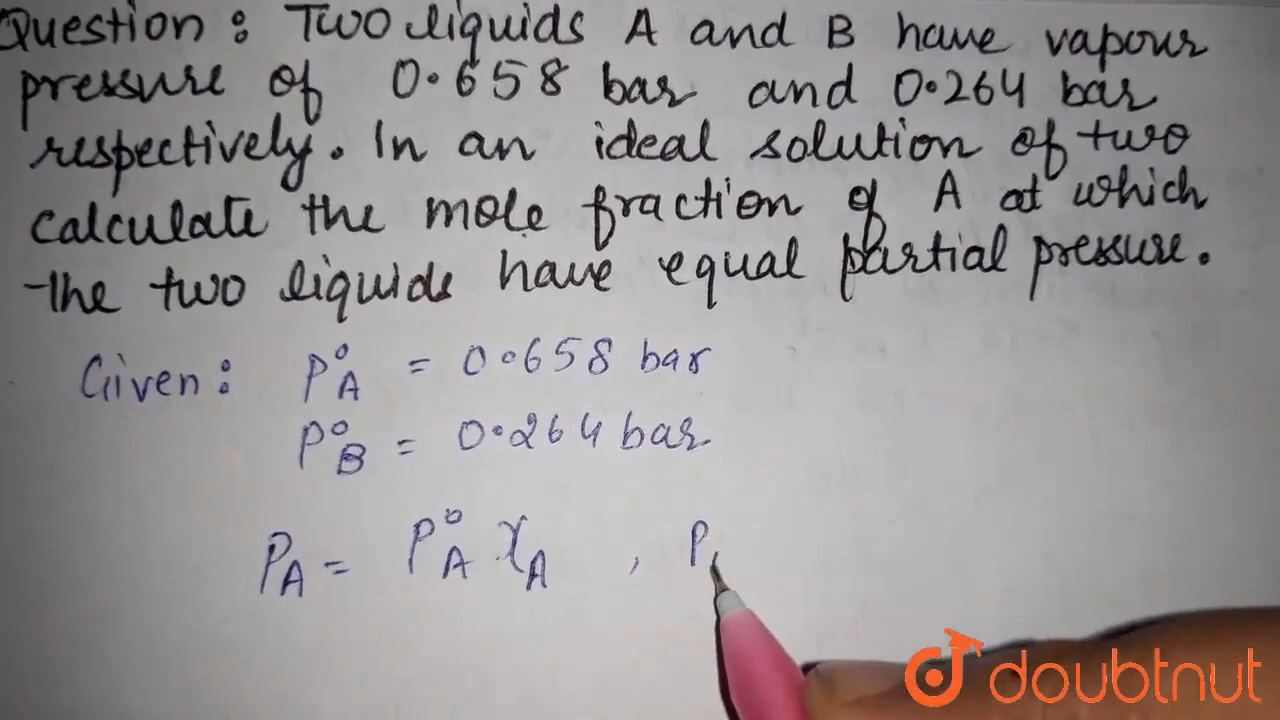 Question : Two liquids A and B have vapour
pressure of 0.658 bar and 0.264 bar
respectively. In an ideal solution of two
calculate the mole fraction of A at which
the two liquids have equal partial pressure.
Given : P°A = 0.658 bar
P°B = 0.264 bar
PA = P°A χA , P
doubtnut